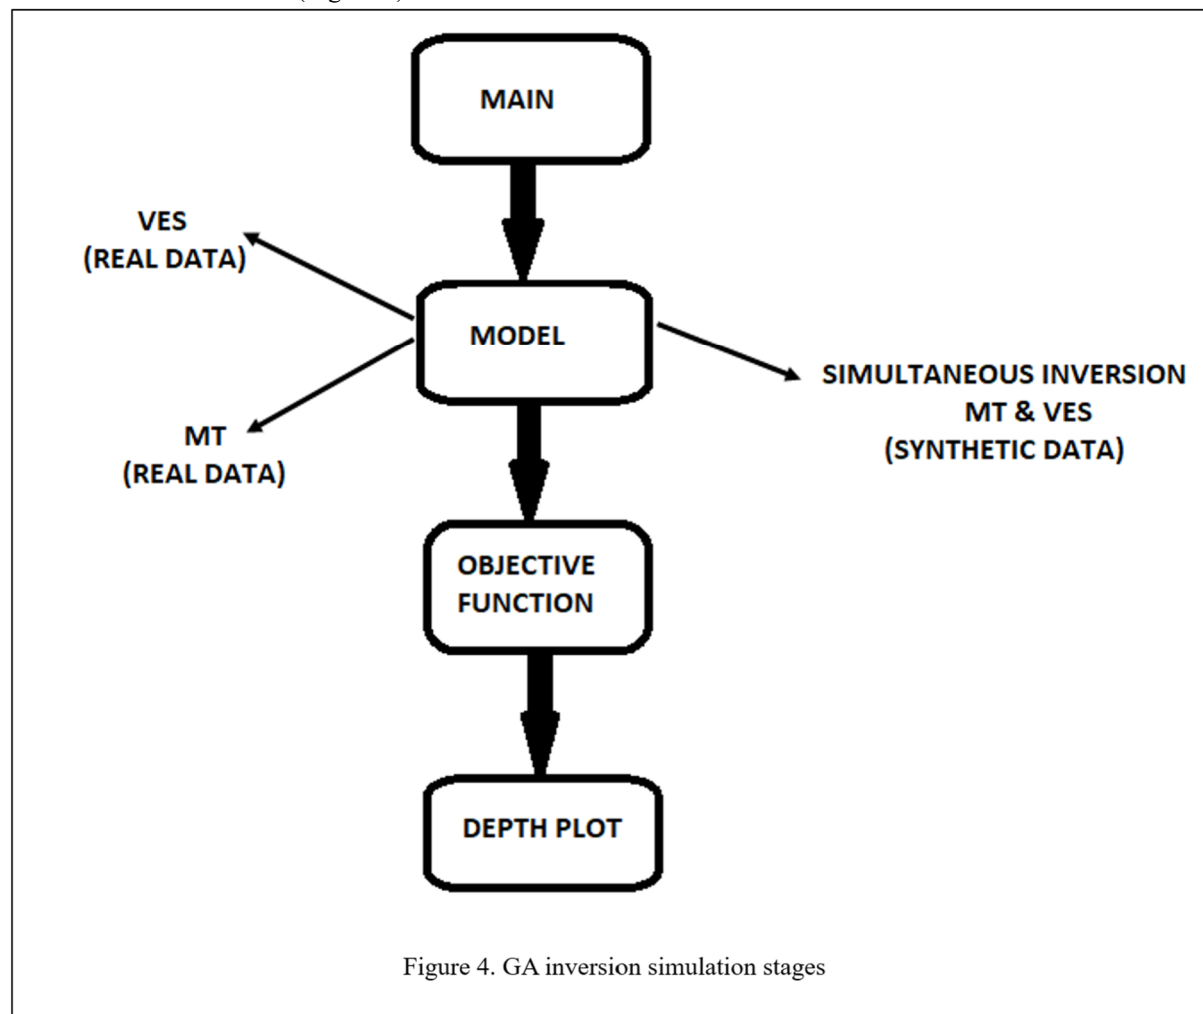 MAIN
VES
(REAL DATA)
MODEL
MT
(REAL DATA)
SIMULTANEOUS INVERSION
MT & VES
(SYNTHETIC DATA)
OBJECTIVE
FUNCTION
DEPTH PLOT
Figure 4. GA inversion simulation stages